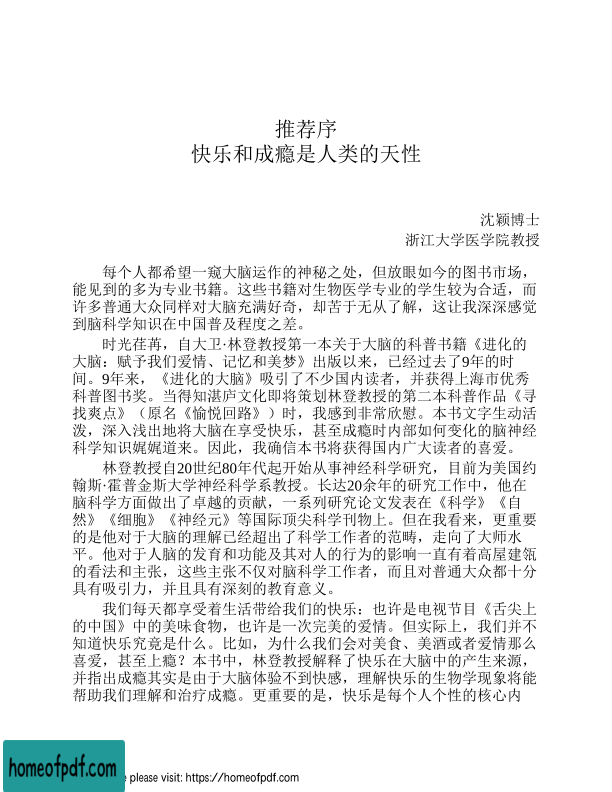 推荐序
快乐和成瘾是人类的天性
沈颖博士
浙江大学医学院教授
每个人都希望一窥大脑运作的神秘之处，但放眼如今的图书市场，
能见到的多为专业书籍。这些书籍对生物医学专业的学生较为合适，而
许多普通大众同样对大脑充满好奇，却苦于无从了解，这让我深深感觉
到脑科学知识在中国普及程度之差。
时光荏苒，自大卫·林登教授第一本关于大脑的科普书籍《进化的
大脑：赋予我们爱情、记忆和美梦》出版以来，已经过去了9年的时
间。9年来，《进化的大脑》吸引了不少国内读者，并获得上海市优秀
科普图书奖。当得知湛庐文化即将策划林登教授的第二本科普作品《寻
找爽点》（原名《愉悦回路》）时，我感到非常欣慰。本书文字生动活
泼，深入浅出地将大脑在享受快乐，甚至成瘾时内部如何变化的脑神经
科学知识娓娓道来。因此，我确信本书将获得国内广大读者的喜爱。
林登教授自20世纪80年代起开始从事神经科学研究，目前为美国约
翰斯·霍普金斯大学神经科学系教授。长达20余年的研究工作中，他在
脑科学方面做出了卓越的贡献，一系列研究论文发表在《科学》《自
然》《细胞》《神经元》等国际顶尖科学刊物上。但在我看来，更重要
的是他对于大脑的理解已经超出了科学工作者的范畴，走向了大师水
平。他对于人脑的发育和功能及其对人的行为的影响一直有着高屋建瓴
的看法和主张，这些主张不仅对脑科学工作者，而且对普通大众都十分
具有吸引力，并且具有深刻的教育意义。
我们每天都享受着生活带给我们的快乐：也许是电视节目《舌尖上
的中国》中的美味食物，也许是一次完美的爱情。但实际上，我们并不
知道快乐究竟是什么。比如，为什么我们会对美食、美酒或者爱情那么
喜爱，甚至上瘾？本书中，林登教授解释了快乐在大脑中的产生来源，
并指出成瘾其实是由于大脑体验不到快感，理解快乐的生物学现象将能
帮助我们理解和治疗成瘾。更重要的是，快乐是每个人个性的核心内
homeofpdf.com
e please visit: https://homeofpdf.com